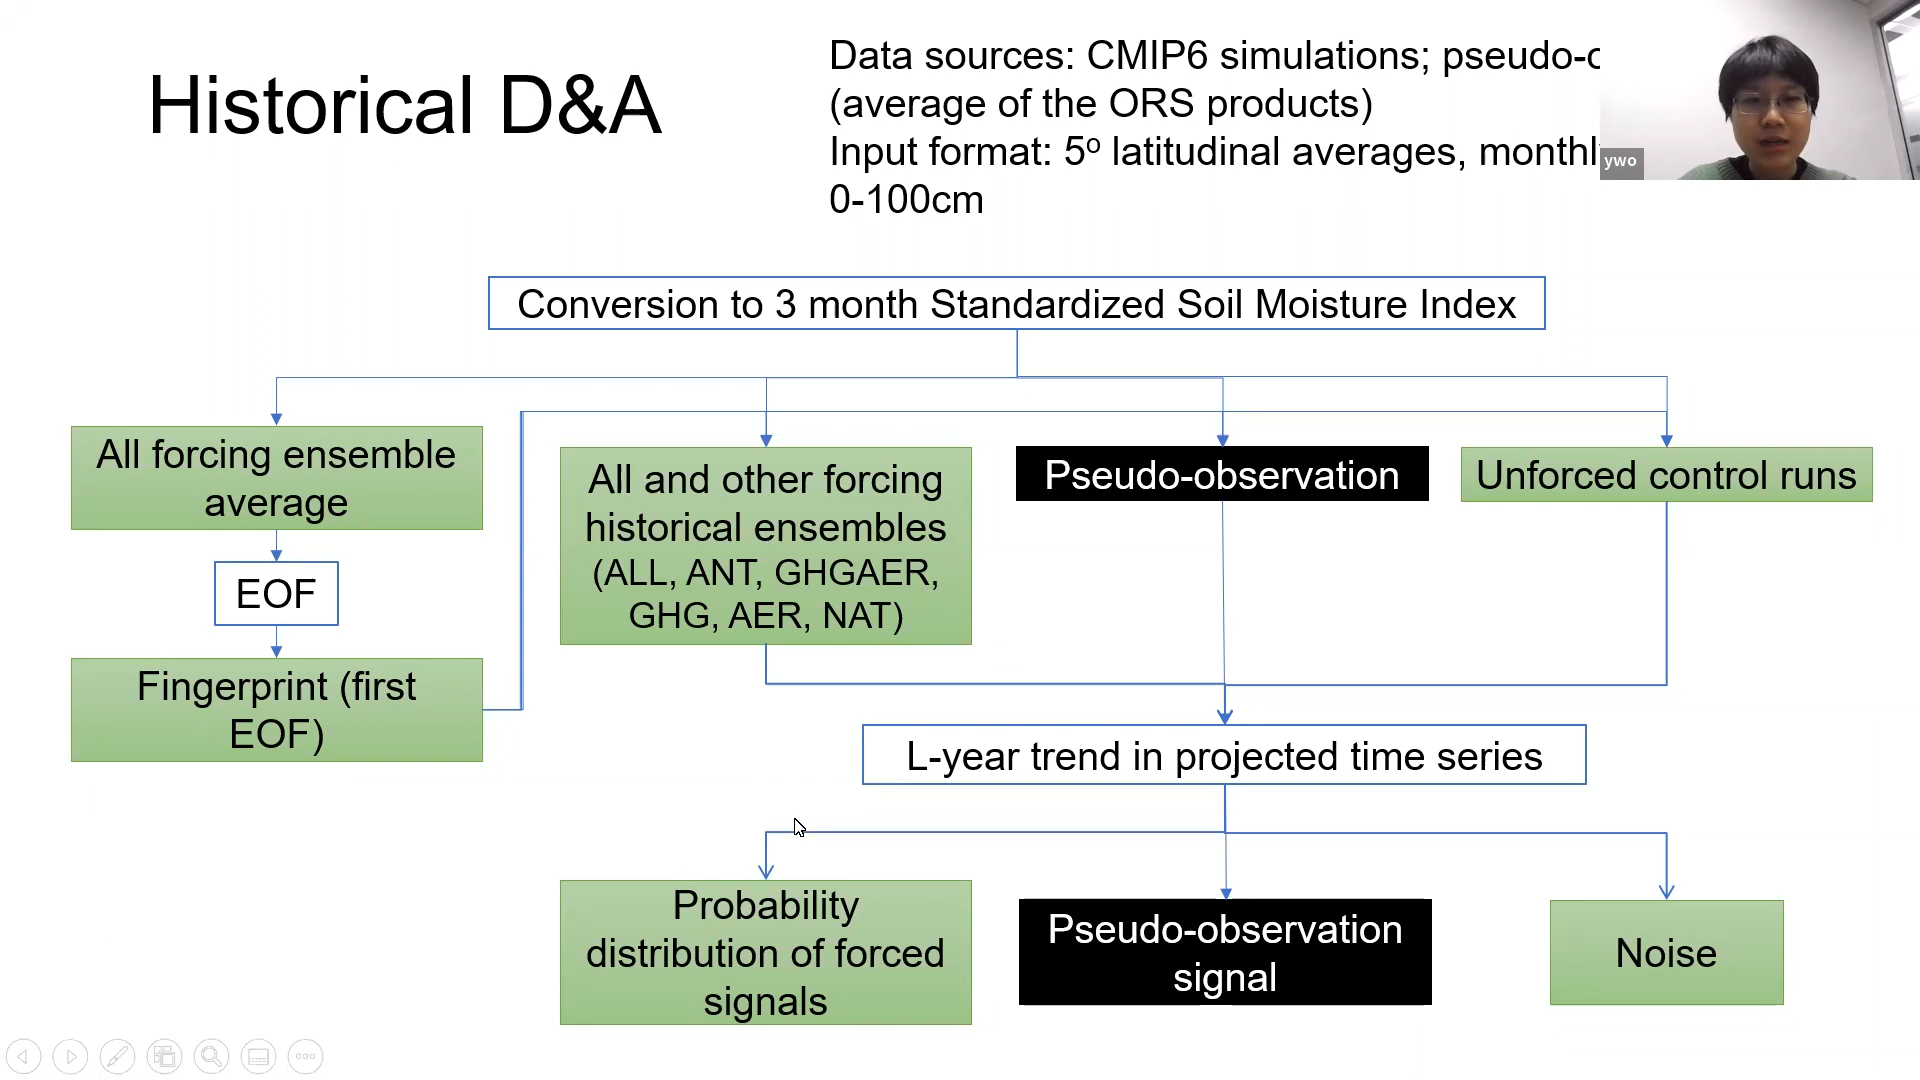 Historical D&A
Data sources: CMIP6 simulations;
(average of the ORS products)
Input format: 5º latitudinal averages,
0-100cm
ywo
Conversion to 3 month Standardized Soil Moisture Index
All forcing ensemble
average
EOF
Fingerprint (first
EOF)
All and other forcing
historical ensembles
(ALL, ANT, GHGAER,
GHG, AER, NAT)
Pseudo-observation
Unforced control runs
L-year trend in projected time series
Probability
distribution of forced
signals
Pseudo-observation
signal
Noise